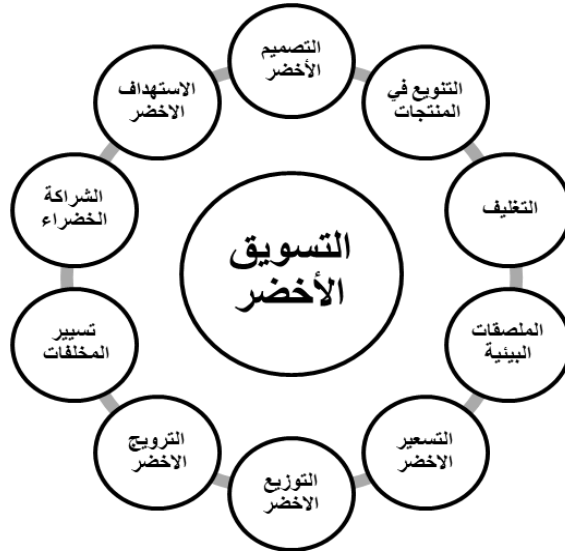 التصميم
الأخضر
التنويع في
المنتجات
التغليف
الملصقات
البيئية
التسعير
الاخضر
التوزيع
الاخضر
الترويج
الاخضر
تسيير
المخلفات
الشراكة
الخضراء
الاستهداف
الاخضر
التسويق
الأخضر